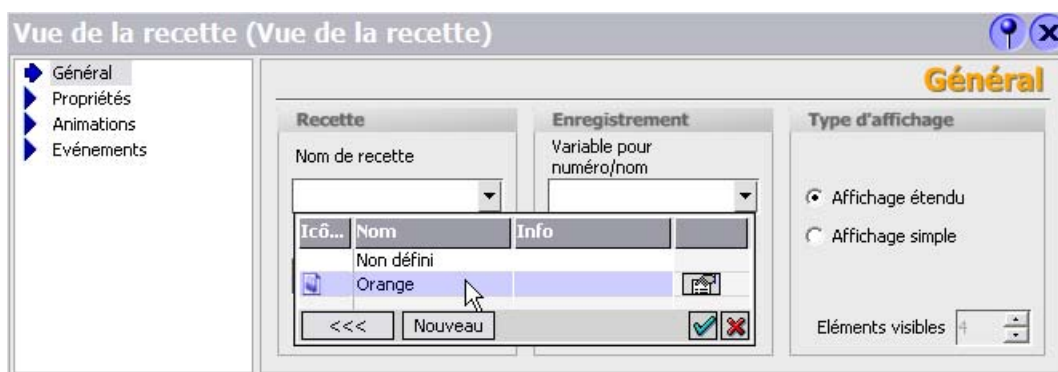 Vue de la recette (Vue de la recette)
Général
Propriétés
Animations
Evénements
Général
Recette
Nom de recette
Enregistrement
Variable pour
numéro/nom
Type d'affichage
Affichage étendu
Affichage simple
Eléments visibles 4
Icô... Nom Info
Non défini
Orange
<<< Nouveau